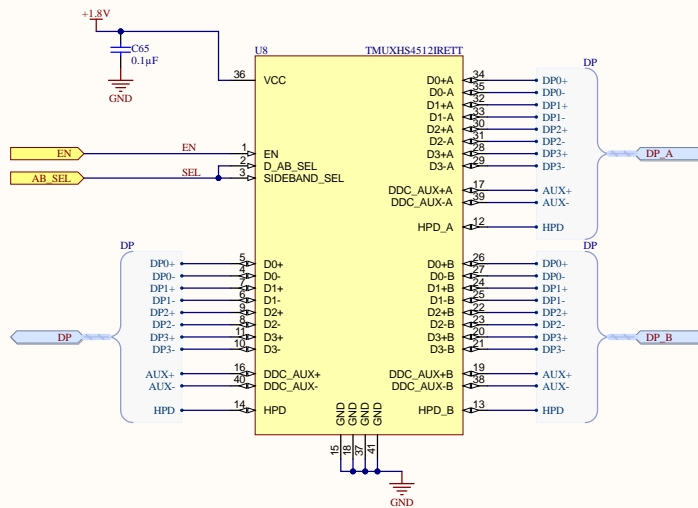 +1.8V
C65
0.1µF
GND
U8 TMUXHS4512IRETT
36 VCC
EN EN 1 EN
2 D_AB_SEL
AB_SEL SEL 3 SIDEBAND_SEL
DP
D0+A 34 DP0+
D0-A 35 DP0-
D1+A 32 DP1+
D1-A 33 DP1-
D2+A 30 DP2+
D2-A 31 DP2-
D3+A 28 DP3+ DP_A
D3-A 29 DP3-
DDC_AUX+A 17 AUX+
DDC_AUX-A 39 AUX-
HPD_A 12 HPD
DP DP
DP0+ 5 D0+ D0+B 26 DP0+
DP0- 4 D0- D0-B 27 DP0-
DP1+ 7 D1+ D1+B 24 DP1+
DP1- 6 D1- D1-B 25 DP1-
DP2+ 9 D2+ D2+B 22 DP2+
DP2- 8 D2- D2-B 23 DP2-
DP DP3+ 11 D3+ D3+B 20 DP3+ DP_B
DP3- 10 D3- D3-B 21 DP3-
AUX+ 16 DDC_AUX+ DDC_AUX+B 19 AUX+
AUX- 40 DDC_AUX- DDC_AUX-B 38 AUX-
HPD 14 HPD HPD_B 13 HPD
GND GND GND GND
15 18 37 41
GND